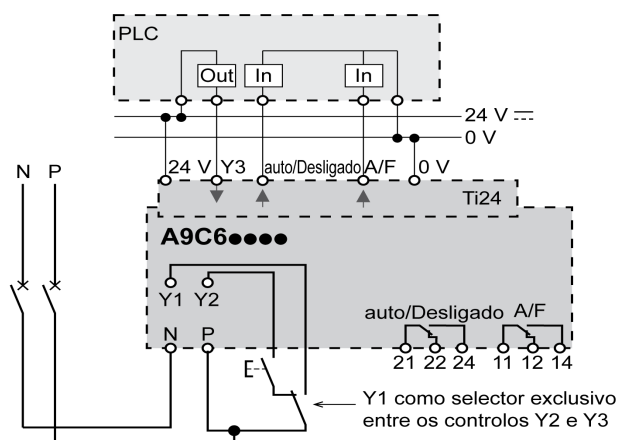 PLC
Out In In
24 V
0 V
N P
24 V Y3 auto/Desligado A/F 0 V
Ti24
A9C6●●●●
Y1 Y2
auto/Desligado A/F
N P
21 22 24 11 12 14
Y1 como selector exclusivo
entre os controlos Y2 e Y3